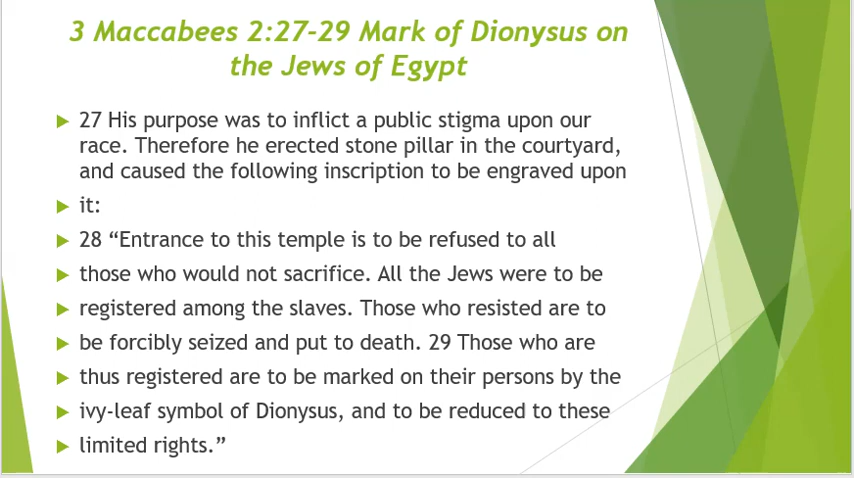 3 Maccabees 2:27-29 Mark of Dionysus on
the Jews of Egypt
27 His purpose was to inflict a public stigma upon our
race. Therefore he erected stone pillar in the courtyard,
and caused the following inscription to be engraved upon
it:
28 “Entrance to this temple is to be refused to all
those who would not sacrifice. All the Jews were to be
registered among the slaves. Those who resisted are to
be forcibly seized and put to death. 29 Those who are
thus registered are to be marked on their persons by the
ivy-leaf symbol of Dionysus, and to be reduced to these
limited rights.”